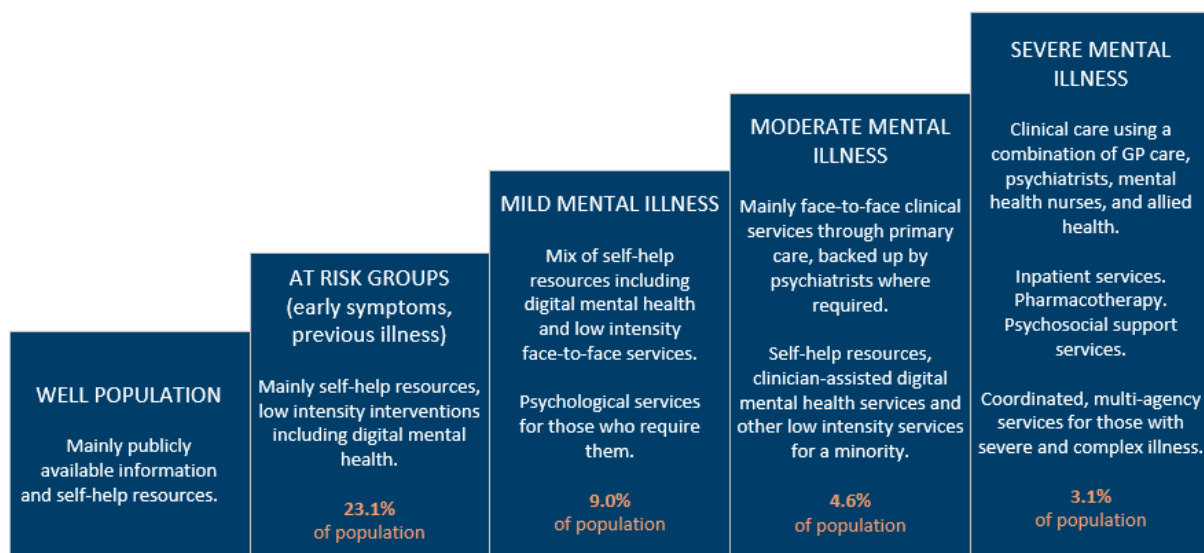 WELL POPULATION
Mainly publicly
available information
and self-help resources.
AT RISK GROUPS
(early symptoms,
previous illness)
Mainly self-help resources,
low intensity interventions
including digital mental
health.
23.1%
of population
MILD MENTAL ILLNESS
Mix of self-help
resources including
digital mental health
and low intensity
face-to-face services.
Psychological services
for those who require
them.
9.0%
of population
MODERATE MENTAL
ILLNESS
Mainly face-to-face clinical
services through primary
care, backed up by
psychiatrists where
required.
Self-help resources,
clinician-assisted digital
mental health services and
other low intensity services
for a minority.
4.6%
of population
SEVERE MENTAL
ILLNESS
Clinical care using a
combination of GP care,
psychiatrists, mental
health nurses, and allied
health.
Inpatient services.
Pharmacotherapy.
Psychosocial support
services.
Coordinated, multi-agency
services for those with
severe and complex illness.
3.1%
of population